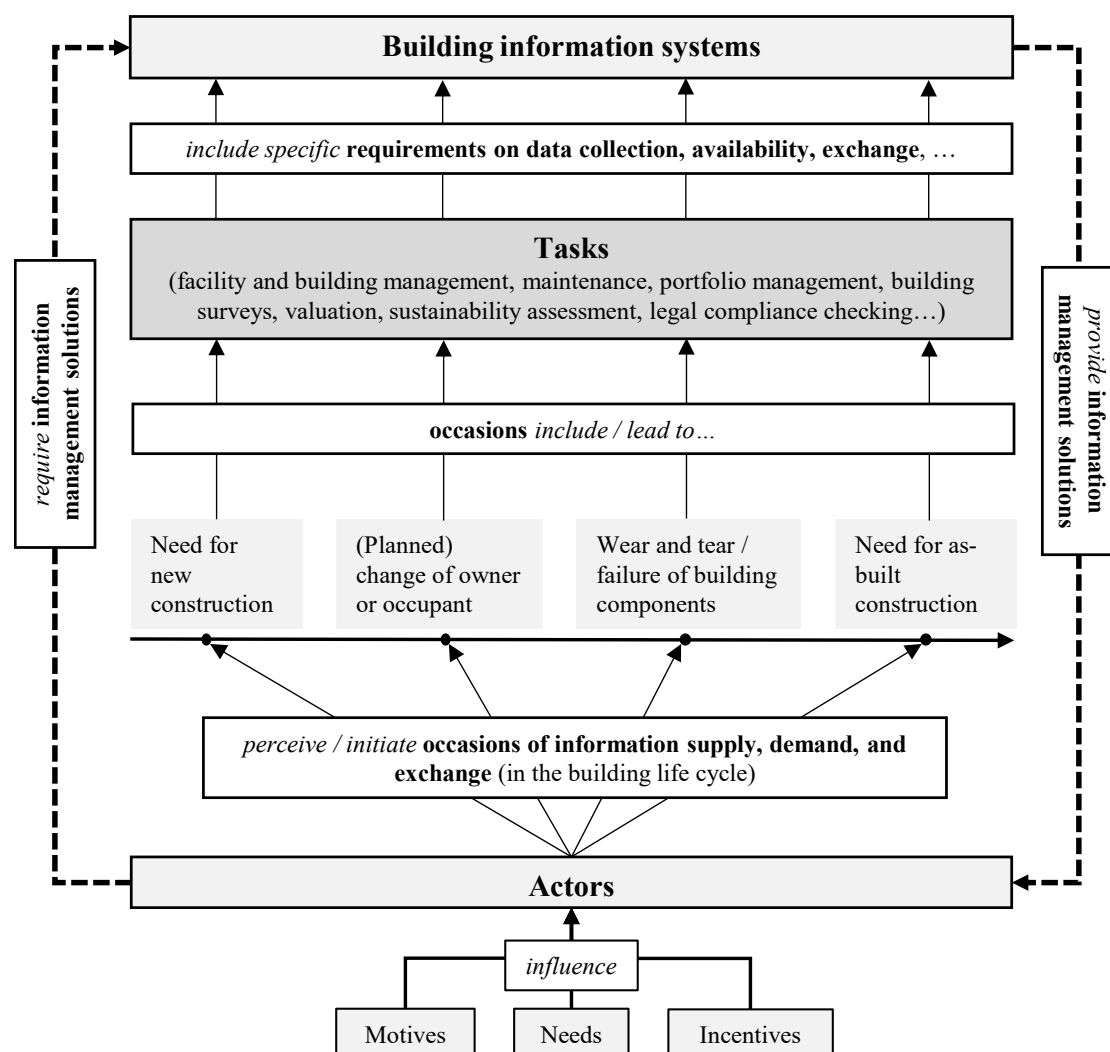 Building information systems
include specific requirements on data collection, availability, exchange, …
Tasks
(facility and building management, maintenance, portfolio management, building
surveys, valuation, sustainability assessment, legal compliance checking…)
require information
management solutions
provide information
management solutions
occasions include / lead to…
Need for
new
construction
(Planned)
change of owner
or occupant
Wear and tear /
failure of building
components
Need for as-
built
construction
perceive / initiate occasions of information supply, demand, and
exchange (in the building life cycle)
Actors
influence
Motives
Needs
Incentives